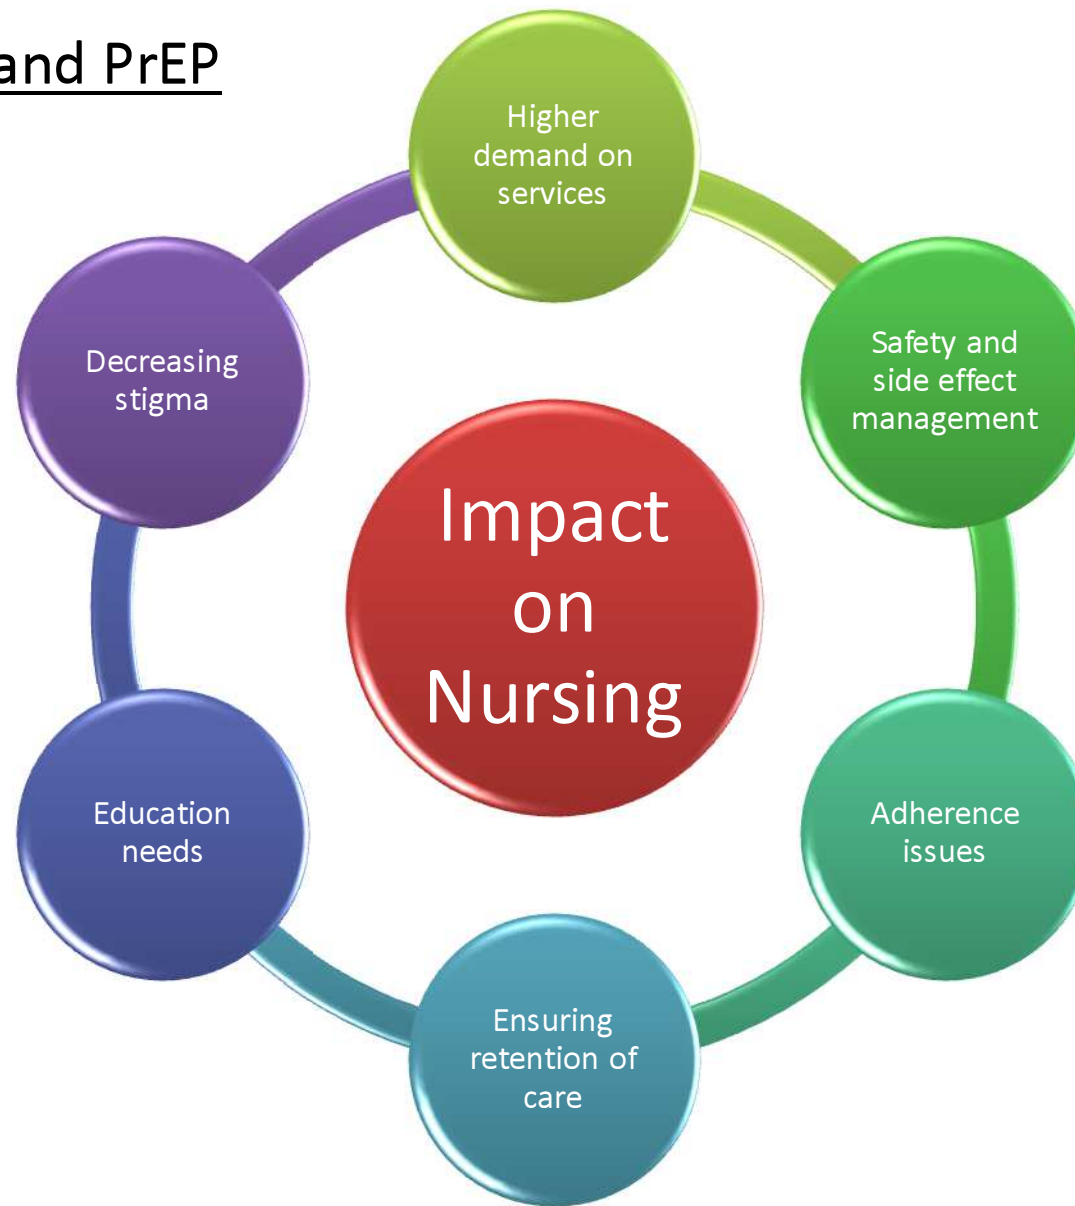 and PrEP
Higher
demand on
services
Safety and
side effect
management
Adherence
issues
Ensuring
retention of
care
Education
needs
Decreasing
stigma
Impact
on
Nursing